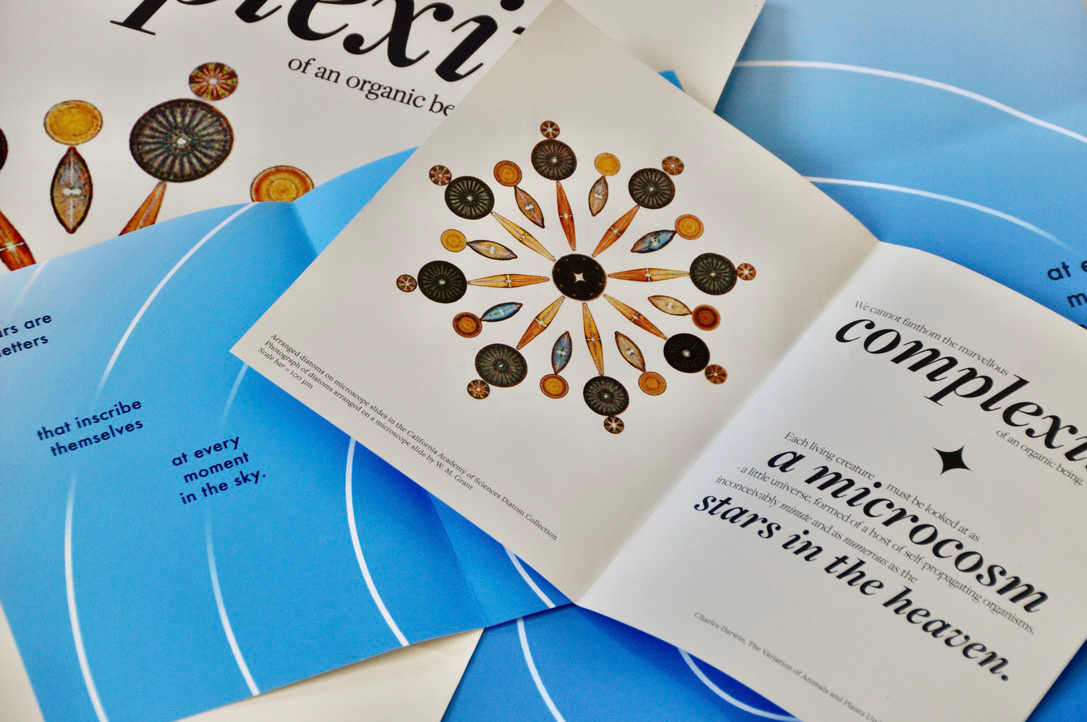 of an organic be
Arranged diatoms on microscope slides in the California Academy of Sciences Diatom Collection
Photograph of diatoms arranged on a microscope slide by W. M. Grant
Scale bar = 100 µm
We cannot fanthom the marvellous
complexi
of an organic being.
Each living creature must be looked at as
a microcosm
- a little universe, formed of a host of self-propagating organisms,
inconceivably minute and as numerous as the
stars in the heaven.
Charles Darwin, The Variation of Animals and Plants Un
are
etters
that inscribe
themselves
at every
moment
in the sky.
at